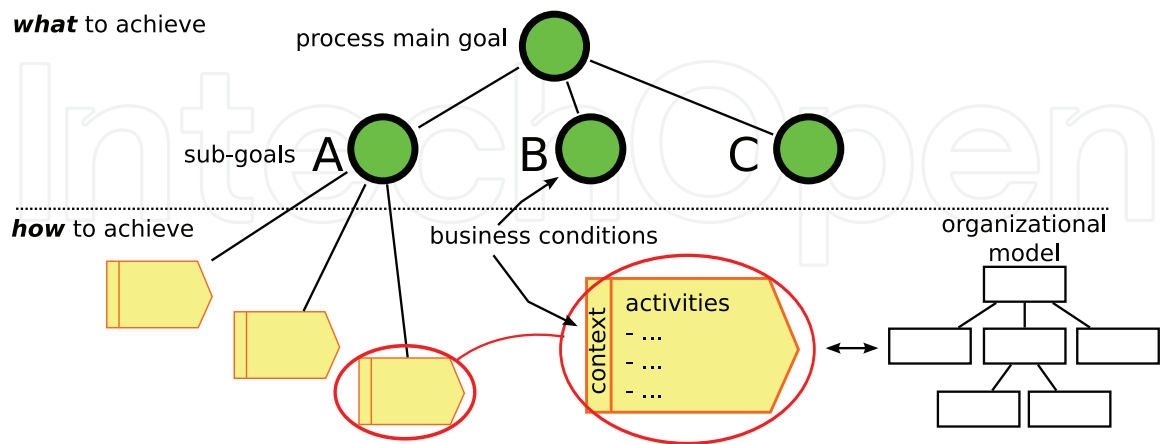 what to achieve
process main goal
sub-goals
A
B
C
IntechOpen
how to achieve
business conditions
organizational
model
context
activities
- ...
- ...
- ...